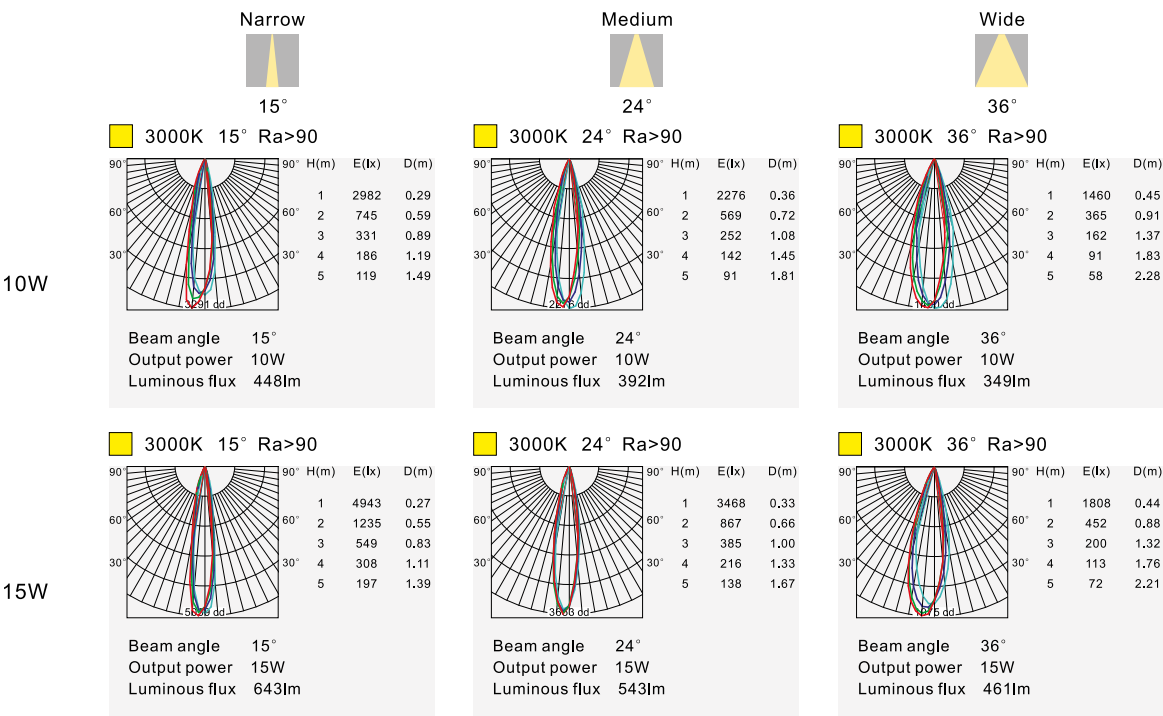 Narrow
Medium
Wide
15°
24°
36°
10W
3000K 15° Ra>90
90° 90° H(m) E(lx) D(m)
1 2982 0.29
60° 60° 2 745 0.59
3 331 0.89
30° 30° 4 186 1.19
5 119 1.49
3291 cd
Beam angle 15°
Output power 10W
Luminous flux 448lm
3000K 24° Ra>90
90° 90° H(m) E(lx) D(m)
1 2276 0.36
60° 60° 2 569 0.72
3 252 1.08
30° 30° 4 142 1.45
5 91 1.81
cd
Beam angle 24°
Output power 10W
Luminous flux 392lm
3000K 36° Ra>90
90° 90° H(m) E(lx) D(m)
1 1460 0.45
60° 60° 2 365 0.91
3 162 1.37
30° 30° 4 91 1.83
5 58 2.28
cd
Beam angle 36°
Output power 10W
Luminous flux 349lm
15W
3000K 15° Ra>90
90° 90° H(m) E(lx) D(m)
1 4943 0.27
60° 60° 2 1235 0.55
3 549 0.83
30° 30° 4 308 1.11
5 197 1.39
cd
Beam angle 15°
Output power 15W
Luminous flux 643lm
3000K 24° Ra>90
90° 90° H(m) E(lx) D(m)
1 3468 0.33
60° 60° 2 867 0.66
3 385 1.00
30° 30° 4 216 1.33
5 138 1.67
cd
Beam angle 24°
Output power 15W
Luminous flux 543lm
3000K 36° Ra>90
90° 90° H(m) E(lx) D(m)
1 1808 0.44
60° 60° 2 452 0.88
3 200 1.32
30° 30° 4 113 1.76
5 72 2.21
cd
Beam angle 36°
Output power 15W
Luminous flux 461lm